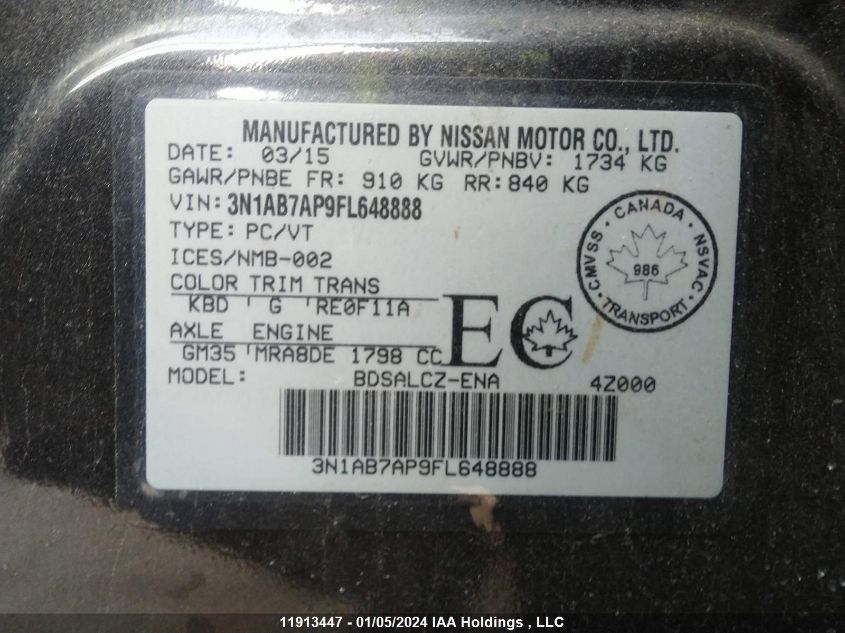 MANUFACTURED BY NISSAN MOTOR CO., LTD.
DATE: 03/15 GVWR/PNBV: 1734 KG
GAWR/PNBE FR: 910 KG RR:840 KG
VIN: 3N1AB7AP9FL648888
TYPE: PC/VT
ICES/NMB-002
COLOR TRIM TRANS
KBD ' G 'RE0F11A
AXLE ENGINE
GM35 'MRA8DE 1798 CC
EC
CANADA · NSVAC · TRANSPORT · CMVSS ·
986
MODEL: BDSALCZ-ENA 4Z000
3N1AB7AP9FL648888
11913447 - 01/05/2024 IAA Holdings , LLC